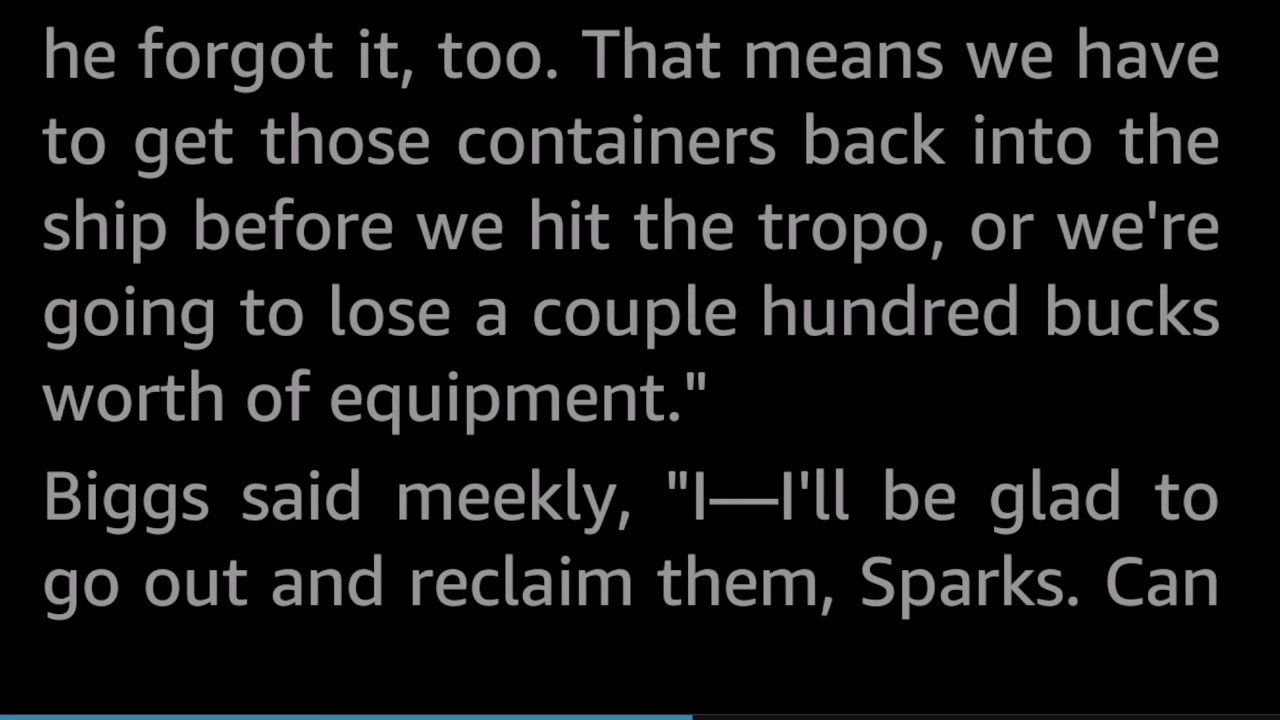 he forgot it, too. That means we have
to get those containers back into the
ship before we hit the tropo, or we're
going to lose a couple hundred bucks
worth of equipment."
Biggs said meekly, "I—I'll be glad to
go out and reclaim them, Sparks. Can